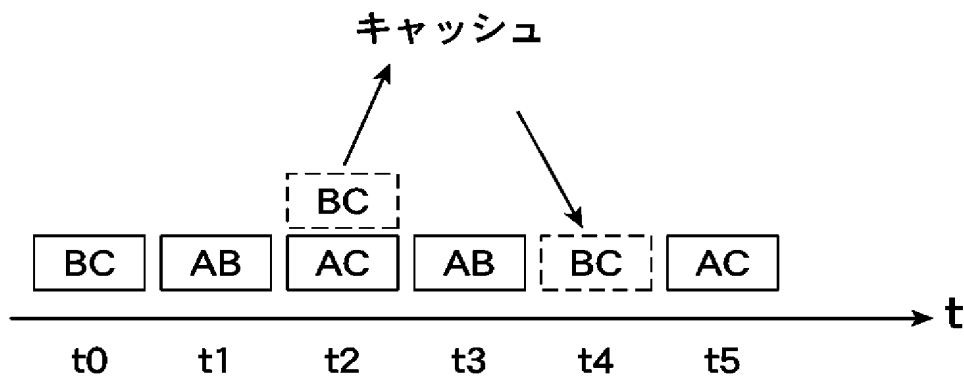 キャッシュ
BC
BC AB AC AB BC AC
t
t0 t1 t2 t3 t4 t5